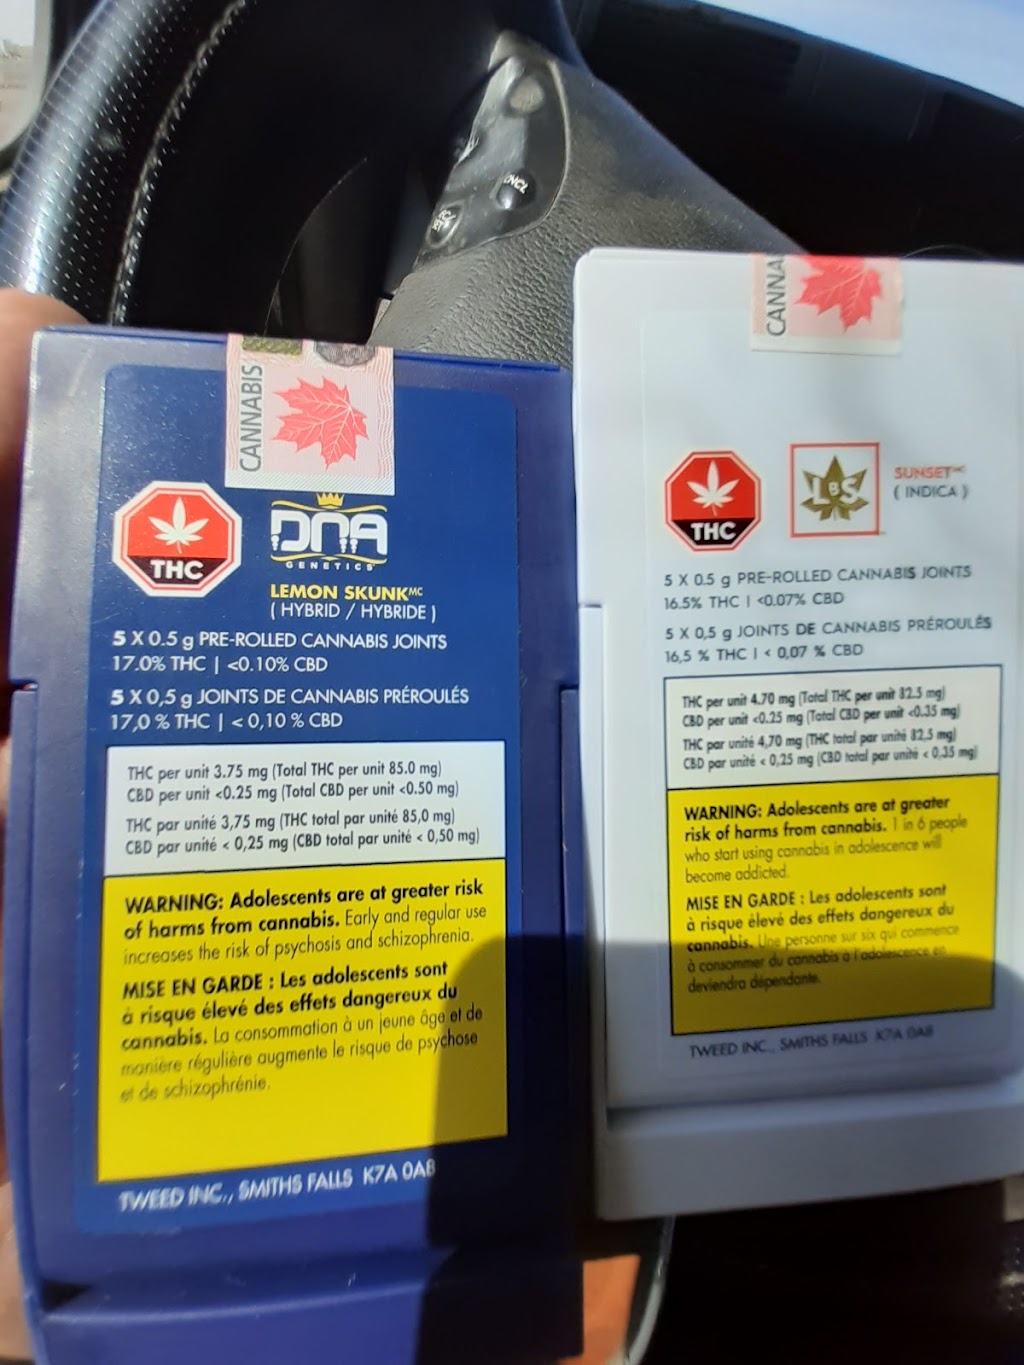 CANNABIS
THC
DNA
GENETICS
LEMON SKUNK MC
( HYBRID / HYBRIDE )
5 X 0.5 g PRE-ROLLED CANNABIS JOINTS
17.0% THC | <0.10% CBD
5 X 0,5 g JOINTS DE CANNABIS PRÉROULÉS
17,0 % THC | < 0,10 % CBD
THC per unit 3.75 mg (Total THC per unit 85.0 mg)
CBD per unit <0.25 mg (Total CBD per unit <0.50 mg)
THC par unité 3,75 mg (THC total par unité 85,0 mg)
CBD par unité < 0,25 mg (CBD total par unité < 0,50 mg)
WARNING: Adolescents are at greater risk
of harms from cannabis. Early and regular use
increases the risk of psychosis and schizophrenia.
MISE EN GARDE : Les adolescents sont
à risque élevé des effets dangereux du
cannabis. La consommation à un jeune âge et de
manière régulière augmente le risque de psychose
et de schizophrénie.
TWEED INC., SMITHS FALLS K7A 0A8
CANNA
THC
LBS
SUNSET MC
( INDICA )
5 X 0.5 g PRE-ROLLED CANNABIS JOINTS
16.5% THC | <0.07% CBD
5 X 0,5 g JOINTS DE CANNABIS PRÉROULÉS
16,5 % THC | < 0,07 % CBD
THC per unit 4.70 mg (Total THC per unit 82.5 mg)
CBD per unit <0.25 mg (Total CBD per unit <0.35 mg)
THC par unité 4,70 mg (THC total par unité 82,5 mg)
CBD par unité < 0,25 mg (CBD total par unité < 0,35 mg)
WARNING: Adolescents are at greater
risk of harms from cannabis. 1 in 6 people
who start using cannabis in adolescence will
become addicted.
MISE EN GARDE : Les adolescents sont
à risque élevé des effets dangereux du
cannabis. Une personne sur six qui commence
à consommer du cannabis à l'adolescence en
deviendra dépendante.
TWEED INC., SMITHS FALLS K7A 0A8